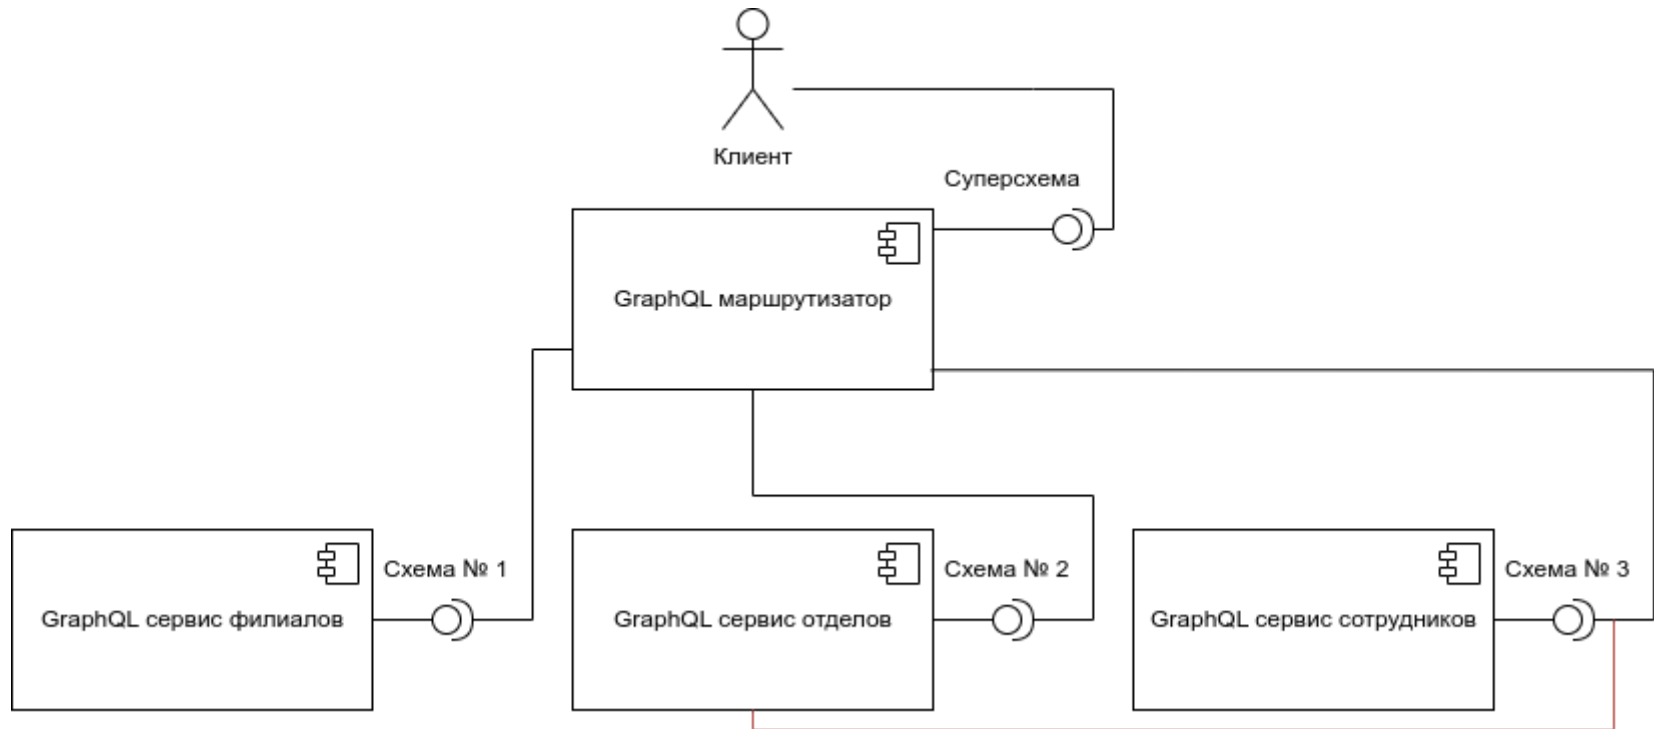 Клиент
Суперсхема
GraphQL маршрутизатор
Схема № 1
GraphQL сервис филиалов
Схема № 2
GraphQL сервис отделов
Схема № 3
GraphQL сервис сотрудников